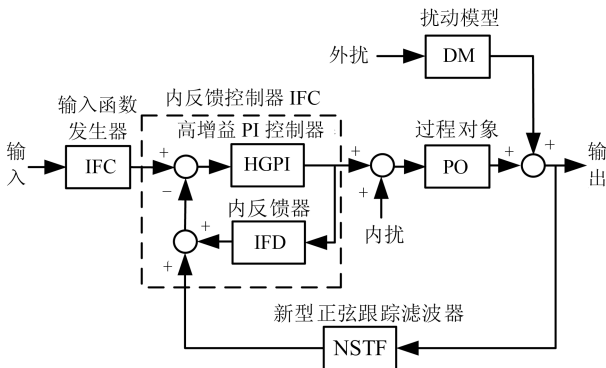 扰动模型
外扰
DM
输入函数
发生器
内反馈控制器 IFC
高增益 PI 控制器
过程对象
输
入
IFC
+
−
HGPI
+
+
PO
+
+
输
出
内反馈器
IFD
+
+
内扰
新型正弦跟踪滤波器
NSTF